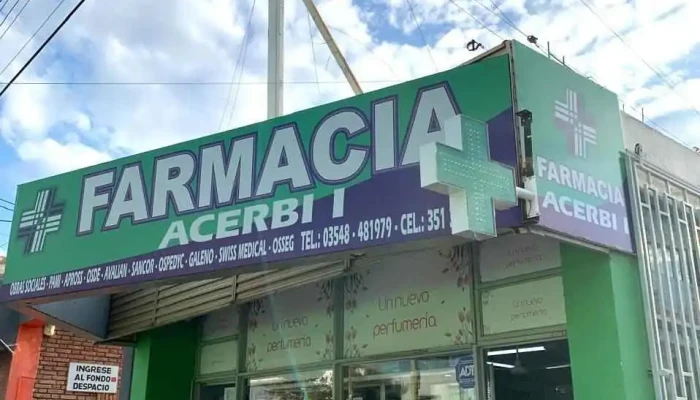 FARMACIA
ACERBI I
OBRAS SOCIALES - PAMI - APROSS - OSDE - AVALIAN - SANCOR - OSPEDYC - GALENO - SWISS MEDICAL - OSSEG TEL.: 03548 - 481979 - CEL.: 351
FARMACIA
ACERBI I
Un nuevo
perfumería
Un nuevo
perfumería
INGRESE
AL FONDO
DESPACIO
ADT